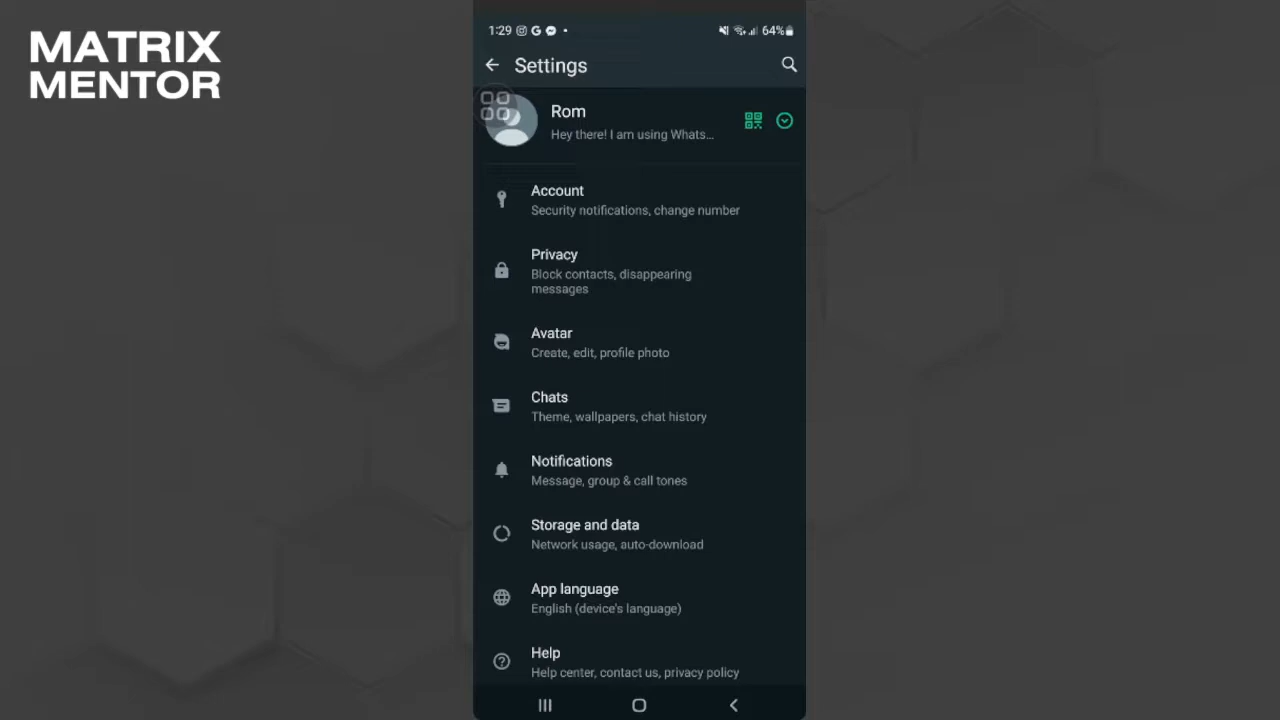 MATRIX
MENTOR
1:29
64%
Settings
Rom
Hey there! I am using Whats...
Account
Security notifications, change number
Privacy
Block contacts, disappearing
messages
Avatar
Create, edit, profile photo
Chats
Theme, wallpapers, chat history
Notifications
Message, group & call tones
Storage and data
Network usage, auto-download
App language
English (device's language)
Help
Help center, contact us, privacy policy